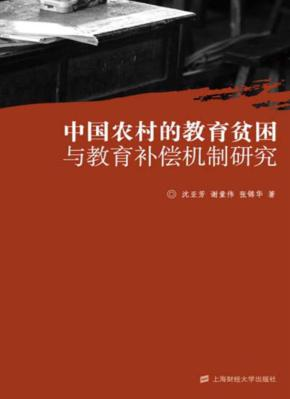 中国农村的教育贫困
与教育补偿机制研究
◎ 沈亚芳 谢童伟 张锦华 著
上海财经大学出版社